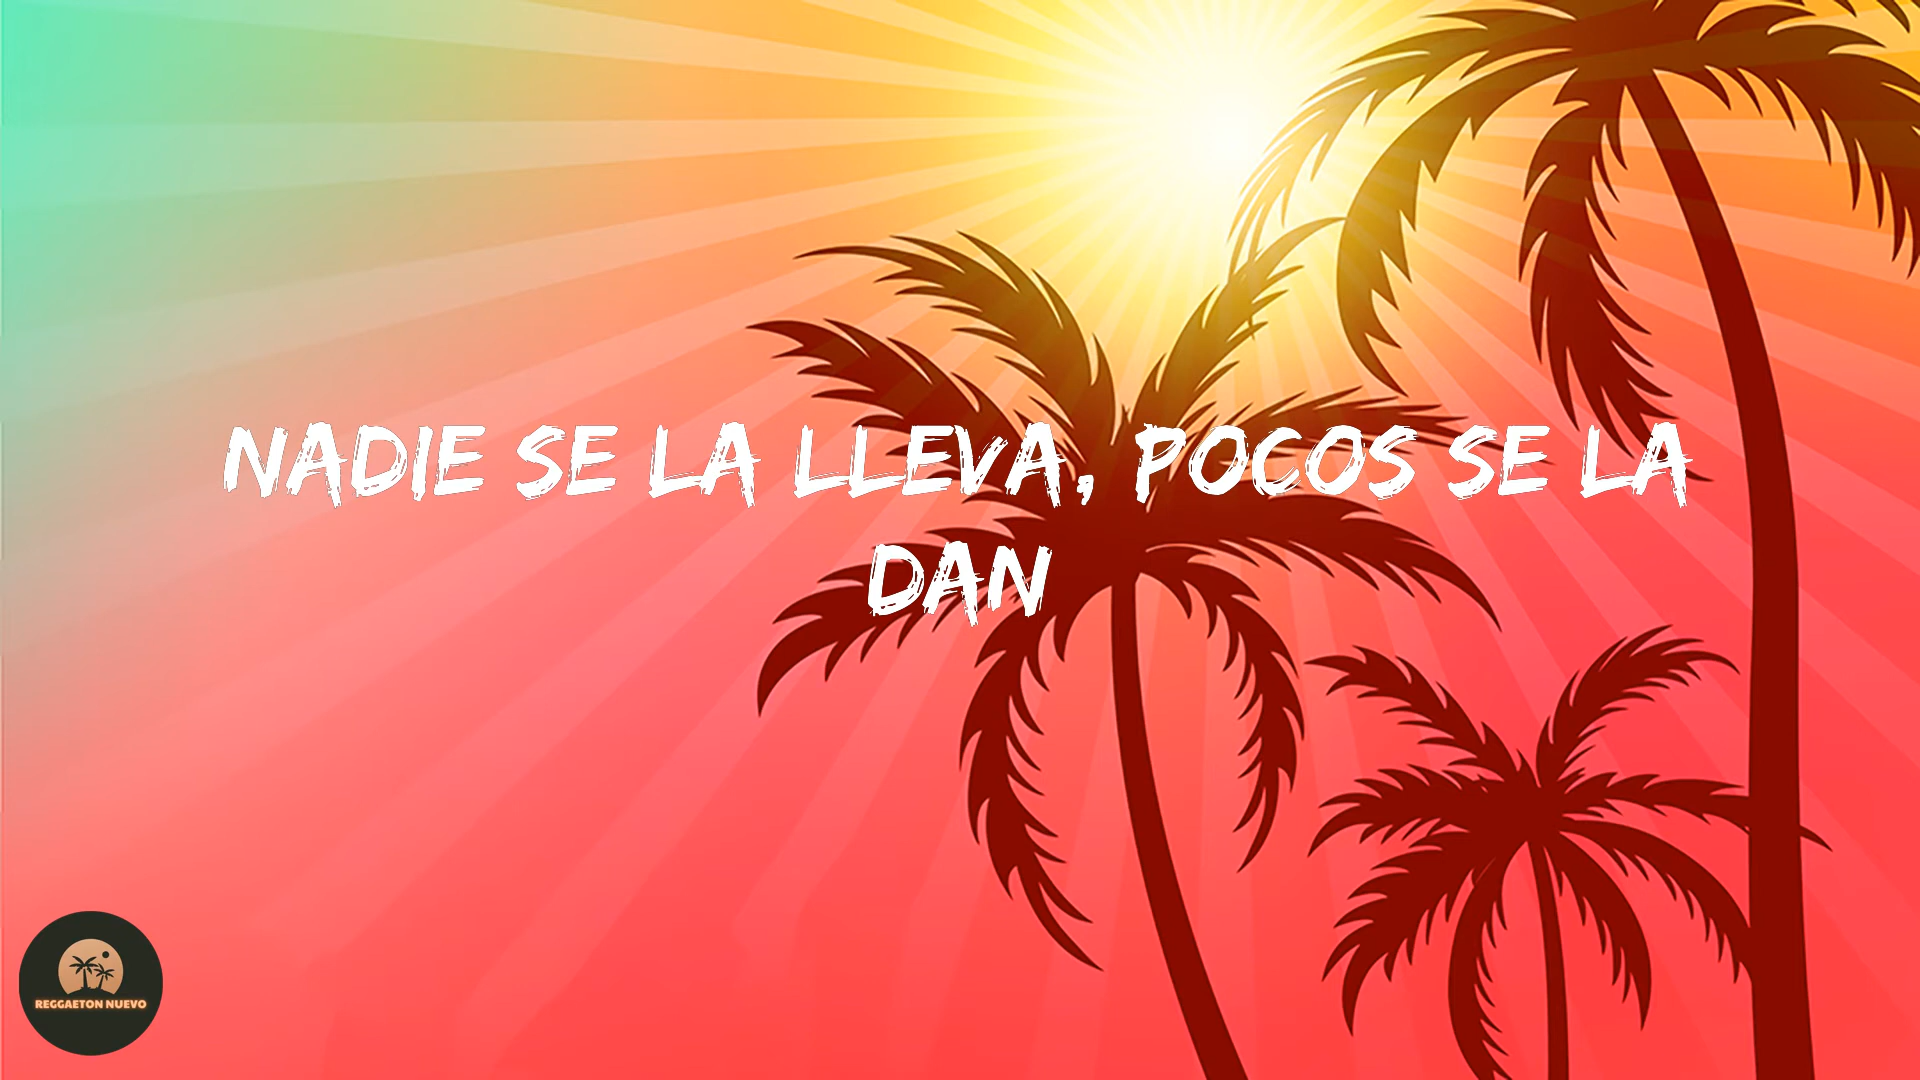 NADIE SE LA LLEVA, POCOS SE LA
DAN
REGGAETON NUEVO